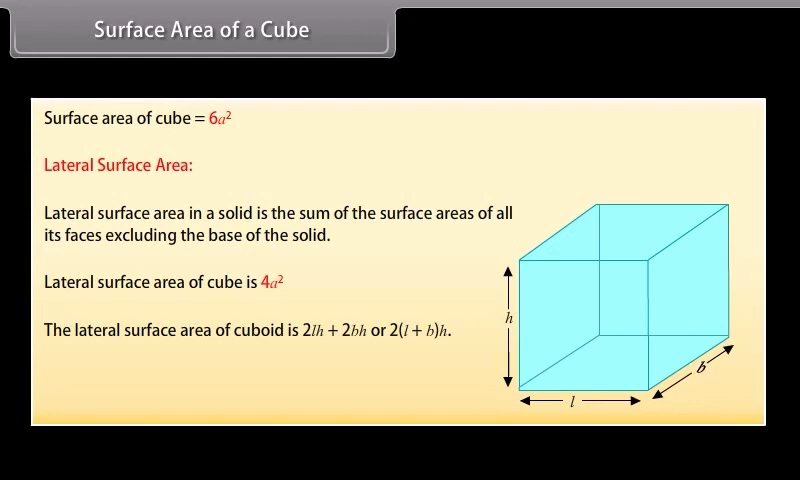 Surface Area of a Cube
Surface area of cube = 6a²
Lateral Surface Area:
Lateral surface area in a solid is the sum of the surface areas of all
its faces excluding the base of the solid.
Lateral surface area of cube is 4a²
The lateral surface area of cuboid is 2lh + 2bh or 2(l + b)h.
h
b
l